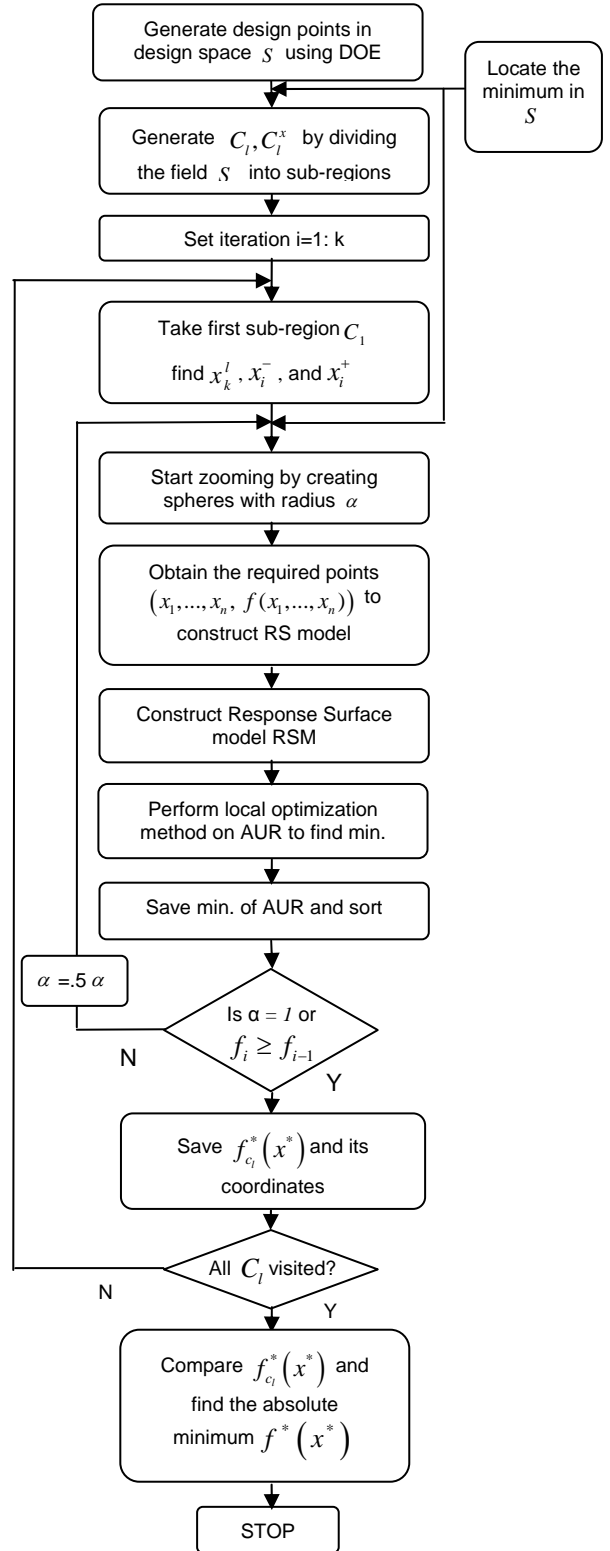 Generate design points in
design space S using DOE
Locate the
minimum in
S
Generate C_l, C_l^x by dividing
the field S into sub-regions
Set iteration i=1: k
Take first sub-region C_1
find x_k^l , x_i^- , and x_i^+
Start zooming by creating
spheres with radius α
Obtain the required points
(x_1,...,x_n, f(x_1,...,x_n)) to
construct RS model
Construct Response Surface
model RSM
Perform local optimization
method on AUR to find min.
Save min. of AUR and sort
α =.5 α
Is α = 1 or
f_i ≥ f_{i−1}
N
Y
Save f_{c_l}^*(x^*) and its
coordinates
All C_l visited?
N
Y
Compare f_{c_l}^*(x^*) and
find the absolute
minimum f^*(x^*)
STOP